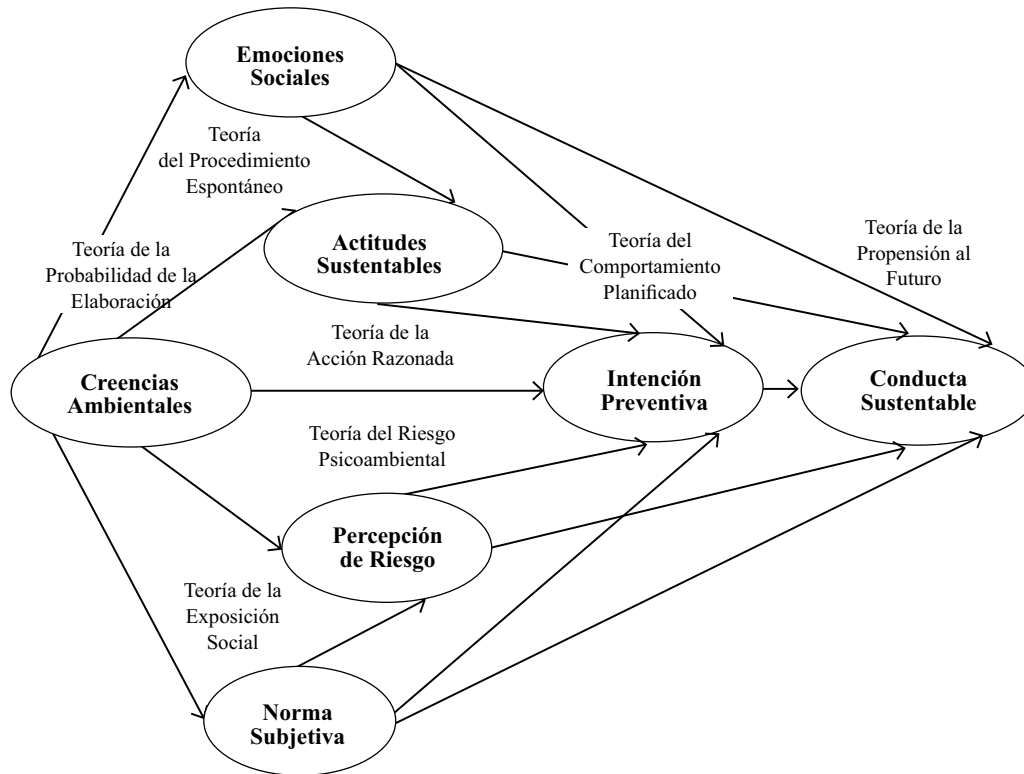 Emociones
Sociales
Teoría
del Procedimiento
Espontáneo
Actitudes
Sustentables
Teoría de la
Probabilidad de la
Elaboración
Teoría del
Comportamiento
Planificado
Teoría de la
Propensión al
Futuro
Teoría de la
Acción Razonada
Creencias
Ambientales
Intención
Preventiva
Conducta
Sustentable
Teoría del Riesgo
Psicoambiental
Percepción
de Riesgo
Teoría de la
Exposición
Social
Norma
Subjetiva